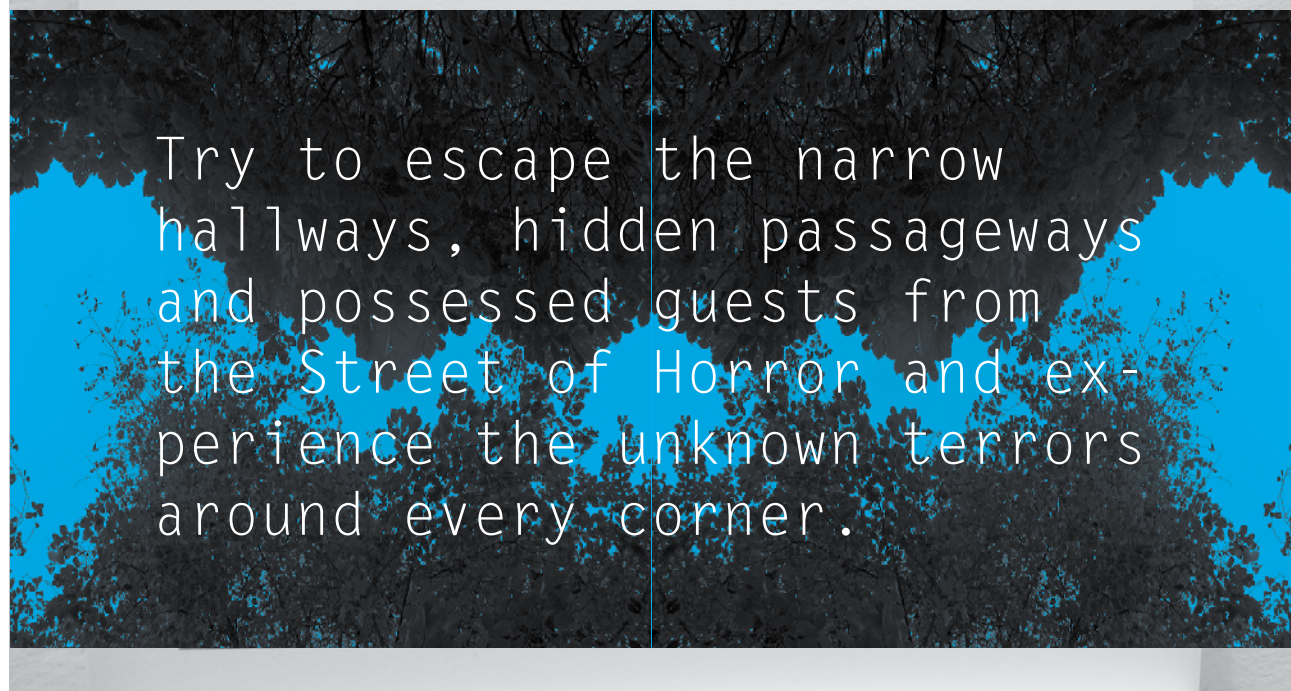 Try to escape the narrow
hallways, hidden passageways
and possessed guests from
the Street of Horror and ex-
perience the unknown terrors
around every corner.